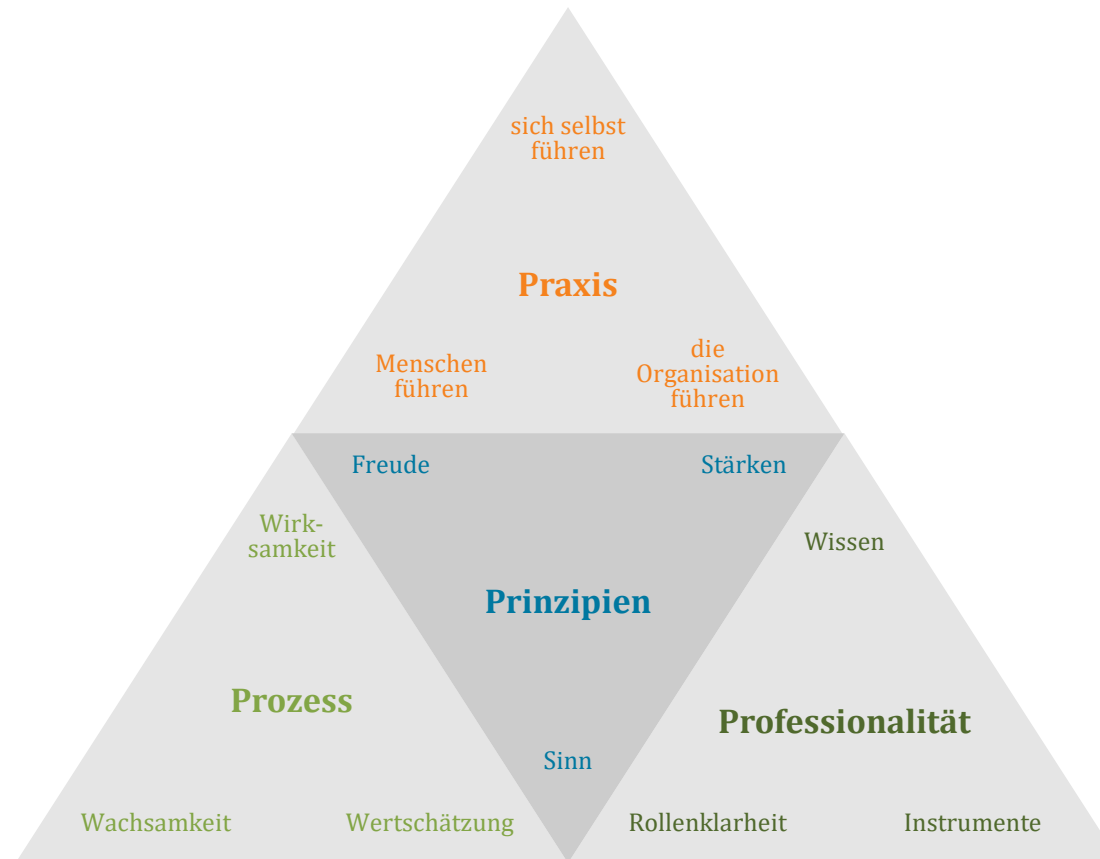 sich selbst
führen
Praxis
Menschen
führen
die
Organisation
führen
Freude
Stärken
Wirk-
samkeit
Wissen
Prinzipien
Prozess
Professionalität
Sinn
Wachsamkeit
Wertschätzung
Rollenklarheit
Instrumente